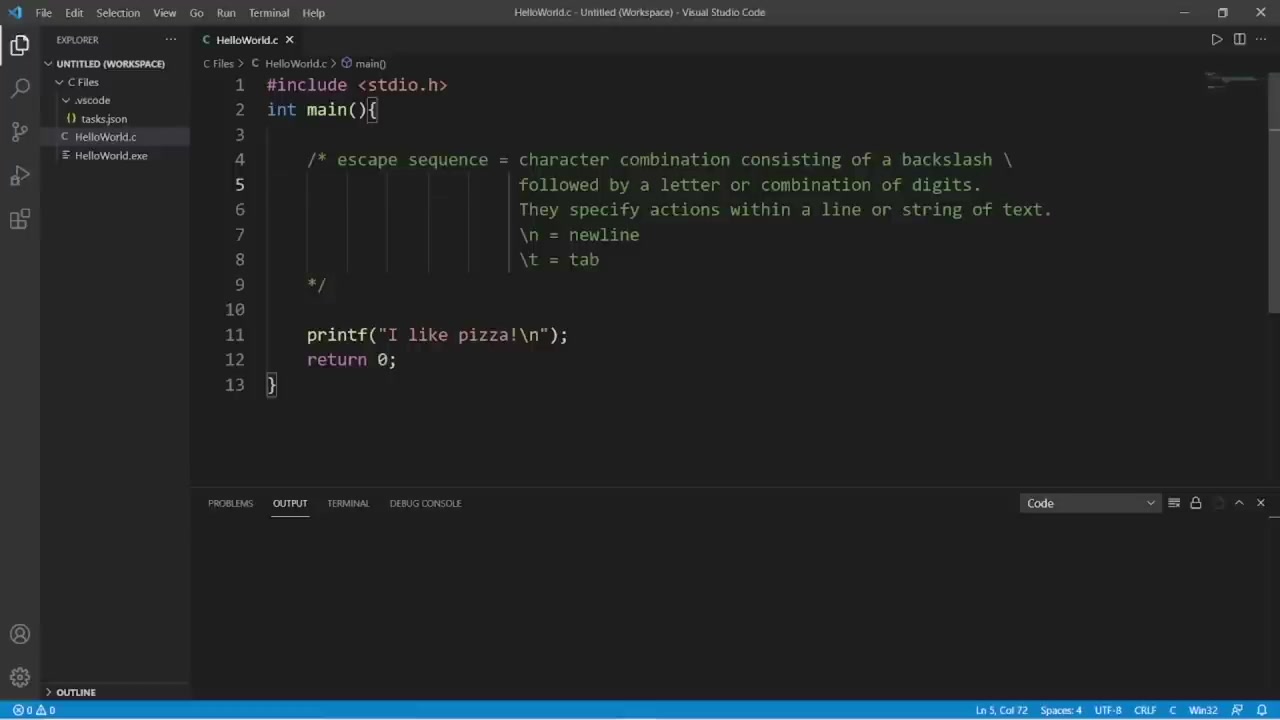 File Edit Selection View Go Run Terminal Help
HelloWorld.c - Untitled (Workspace) - Visual Studio Code
EXPLORER
UNTITLED (WORKSPACE)
C Files
.vscode
tasks.json
C HelloWorld.c
HelloWorld.exe
OUTLINE
C HelloWorld.c
C Files > C HelloWorld.c > main()
1 #include <stdio.h>
2 int main(){
3
4 /* escape sequence = character combination consisting of a backslash \
5 followed by a letter or combination of digits.
6 They specify actions within a line or string of text.
7 \n = newline
8 \t = tab
9 */
10
11 printf("I like pizza!\n");
12 return 0;
13 }
PROBLEMS OUTPUT TERMINAL DEBUG CONSOLE
Code
0 0
Ln 5, Col 72 Spaces: 4 UTF-8 CRLF C Win32